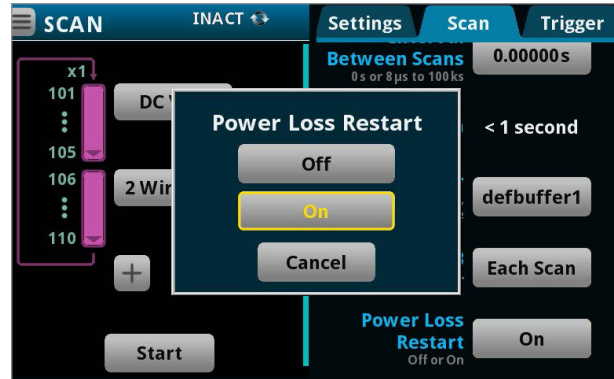 SCAN
INACT
Settings
Scan
Trigger
x1
101
105
106
110
DC
2 Wir
Start
Between Scans
0s or 8µs to 100ks
0.00000s
< 1 second
defbuffer1
Each Scan
Power Loss
Restart
Off or On
On
Power Loss Restart
Off
On
Cancel